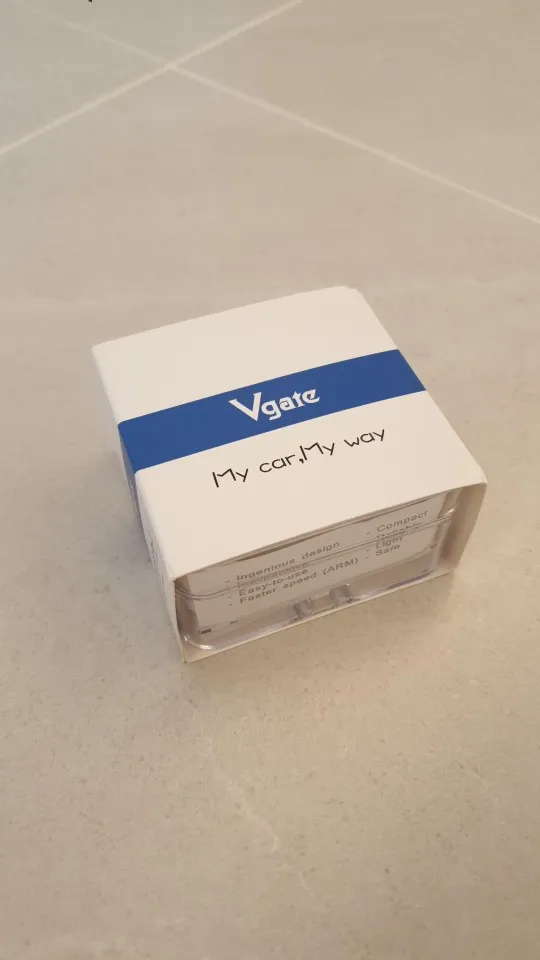 Vgate
My car,My way
- Ingenious design
- Easy-to-use
- Faster speed (ARM)
- Compact
- Light
- Safe